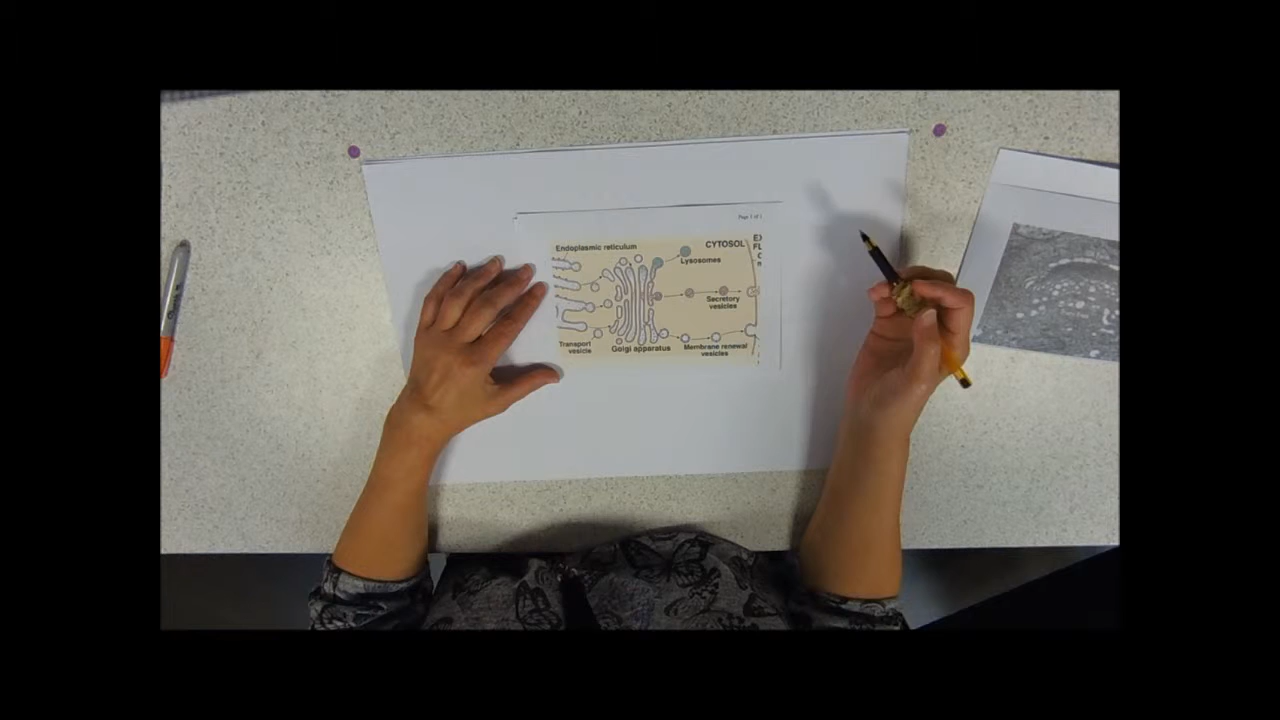 Page 1 of 1
Endoplasmic reticulum
CYTOSOL
Lysosomes
Secretory
vesicles
Transport
vesicle
Golgi apparatus
Membrane renewal
vesicles